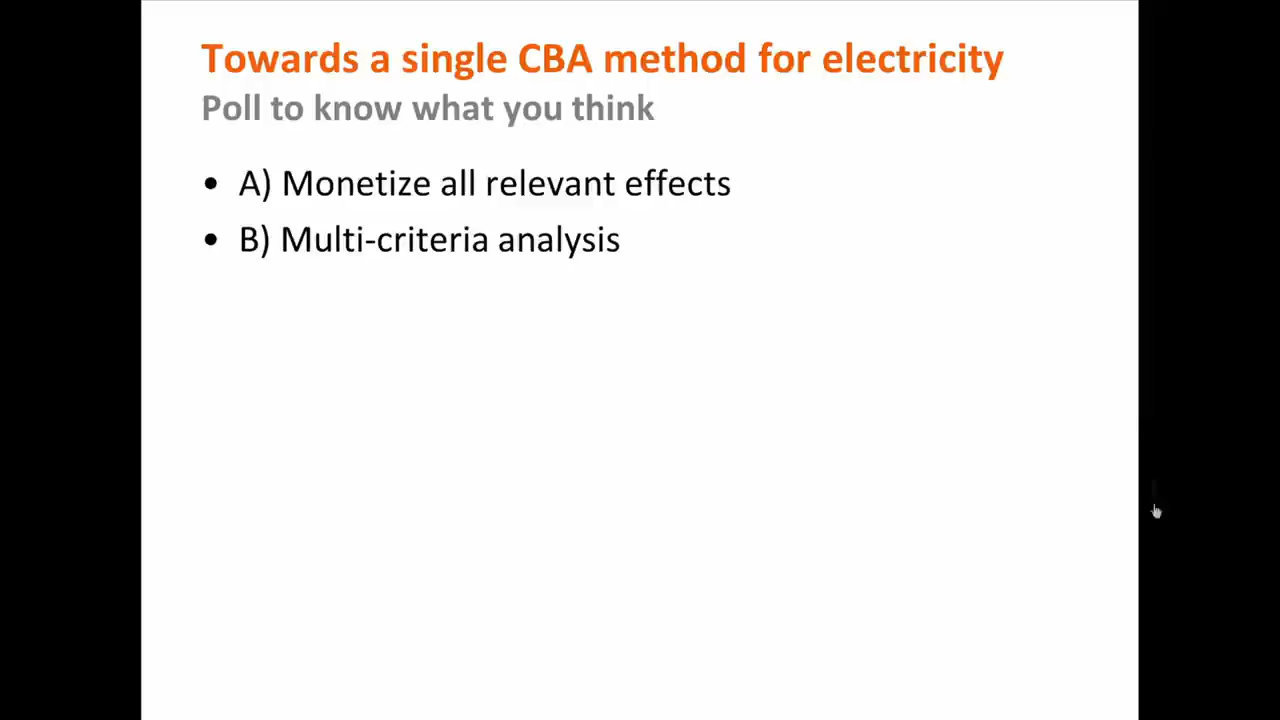 Towards a single CBA method for electricity
Poll to know what you think
• A) Monetize all relevant effects
• B) Multi-criteria analysis